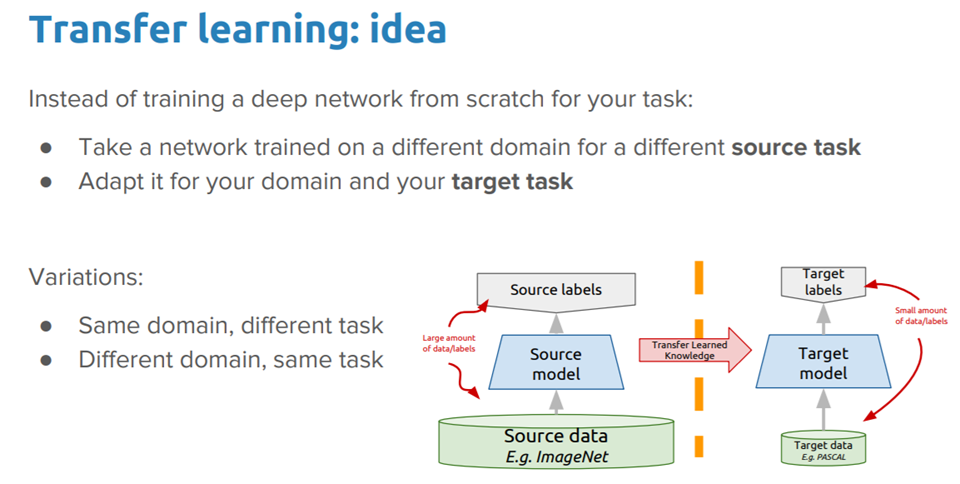 Transfer learning: idea
Instead of training a deep network from scratch for your task:
● Take a network trained on a different domain for a different source task
● Adapt it for your domain and your target task
Variations:
● Same domain, different task
● Different domain, same task
Source labels
Large amount
of data/labels
Source
model
Source data
E.g. ImageNet
Transfer Learned
Knowledge
Target
labels
Small amount
of data/labels
Target
model
Target data
E.g. PASCAL